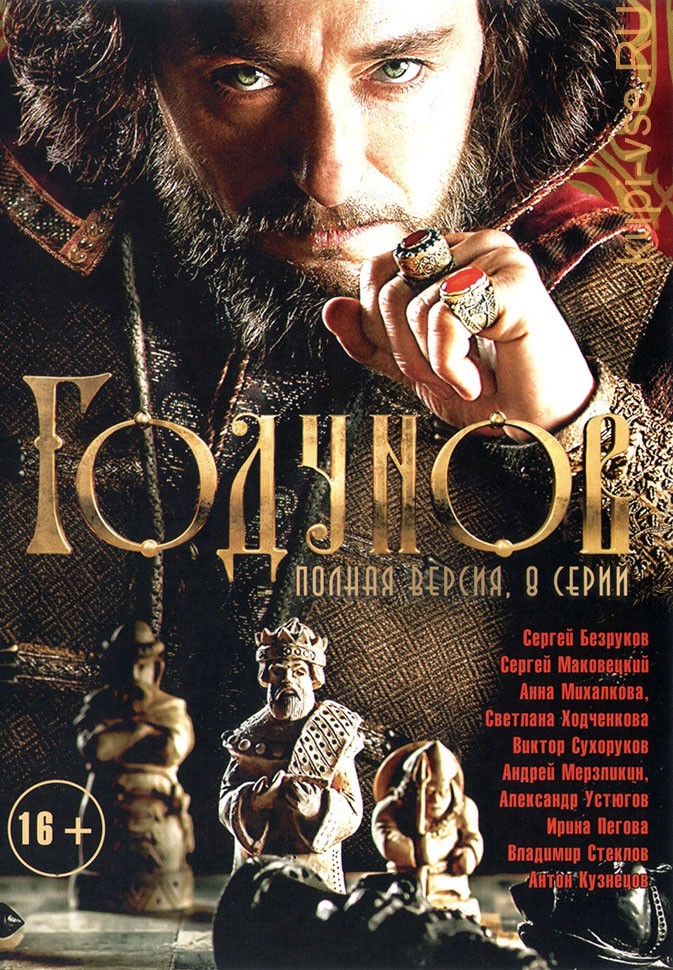 kupi-vse.RU
Годунов
ПОЛНАЯ ВЕРСИЯ, 8 СЕРИЙ
Сергей Безруков
Сергей Маковецкий
Анна Михалкова,
Светлана Ходченкова
Виктор Сухоруков
Андрей Мерзликин,
Александр Устюгов
Ирина Пегова
Владимир Стеклов
Антон Кузнецов
16 +